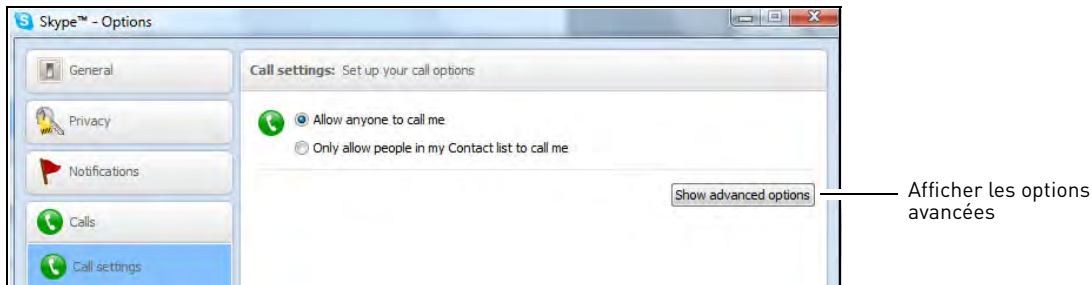 Skype™ - Options
General
Privacy
Notifications
Calls
Call settings
Call settings: Set up your call options
Allow anyone to call me
Only allow people in my Contact list to call me
Show advanced options
Afficher les options
avancées